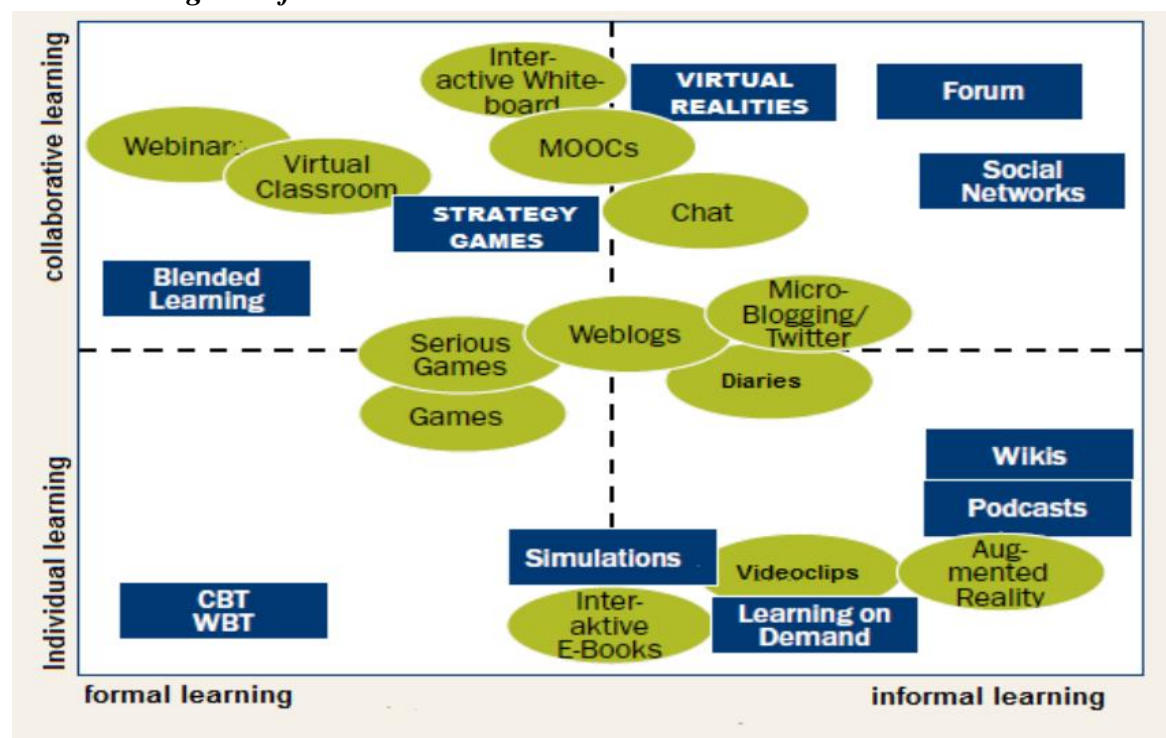 collaborative learning
Individual learning
Inter-
active White-
board
VIRTUAL
REALITIES
Forum
Webinar
MOOCs
Virtual
Classroom
Social
Networks
STRATEGY
GAMES
Chat
Blended
Learning
Micro-
Blogging/
Twitter
Weblogs
Serious
Games
Diaries
Games
Wikis
Podcasts
Simulations
Videoclips
Aug-
mented
Reality
CBT
WBT
Inter-
aktive
E-Books
Learning on
Demand
formal learning
informal learning